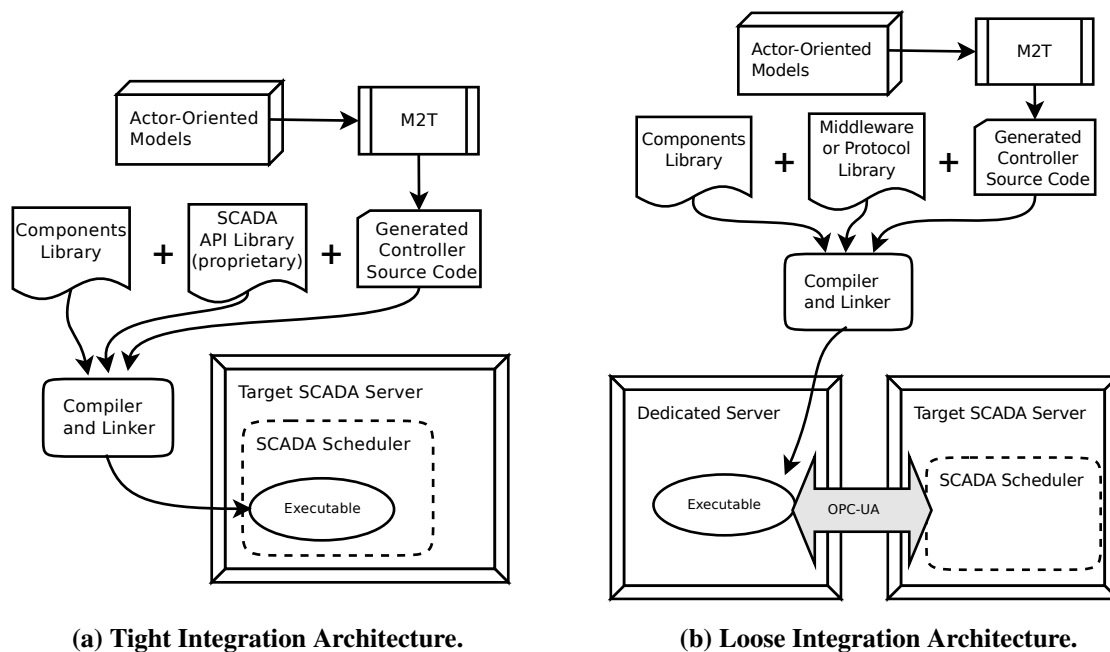 Actor-Oriented
Models
M2T
Components
Library
+
SCADA
API Library
(proprietary)
+
Generated
Controller
Source Code
Compiler
and Linker
Target SCADA Server
SCADA Scheduler
Executable
(a) Tight Integration Architecture.
Actor-Oriented
Models
M2T
Components
Library
+
Middleware
or Protocol
Library
+
Generated
Controller
Source Code
Compiler
and Linker
Dedicated Server
Executable
OPC-UA
Target SCADA Server
SCADA Scheduler
(b) Loose Integration Architecture.